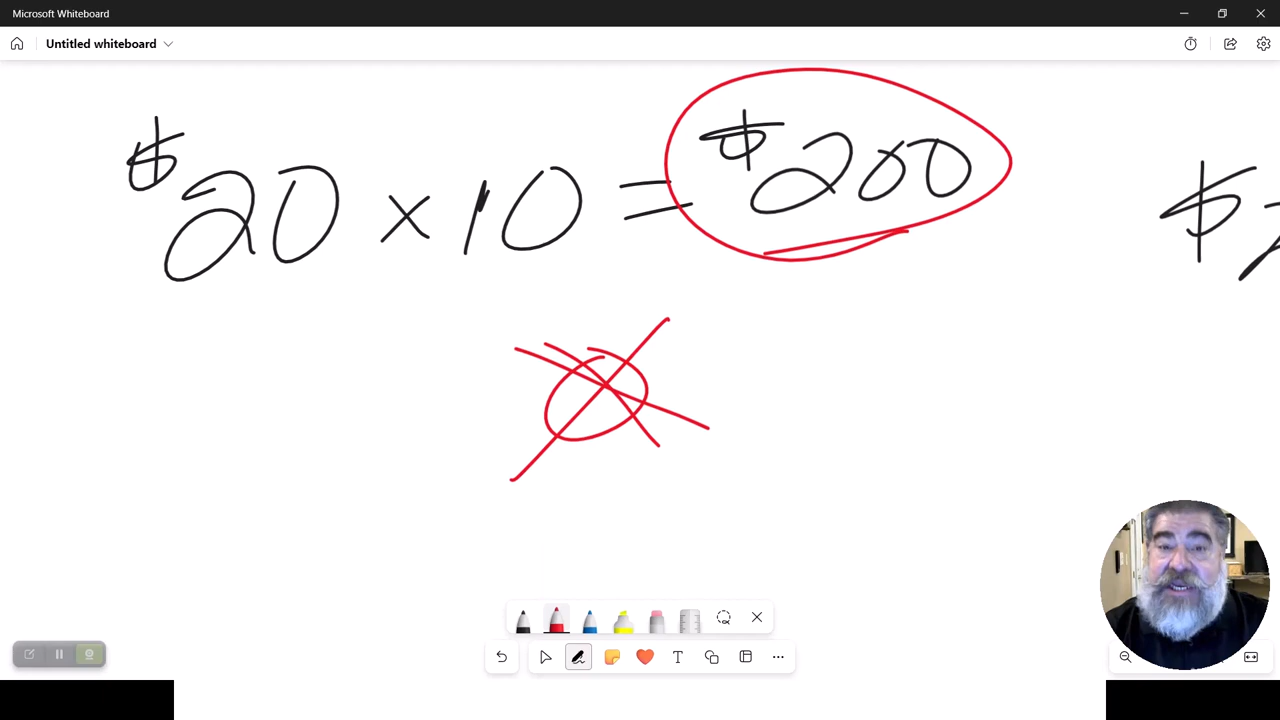 Microsoft Whiteboard
Untitled whiteboard
$20 x 10 = $200
$
T